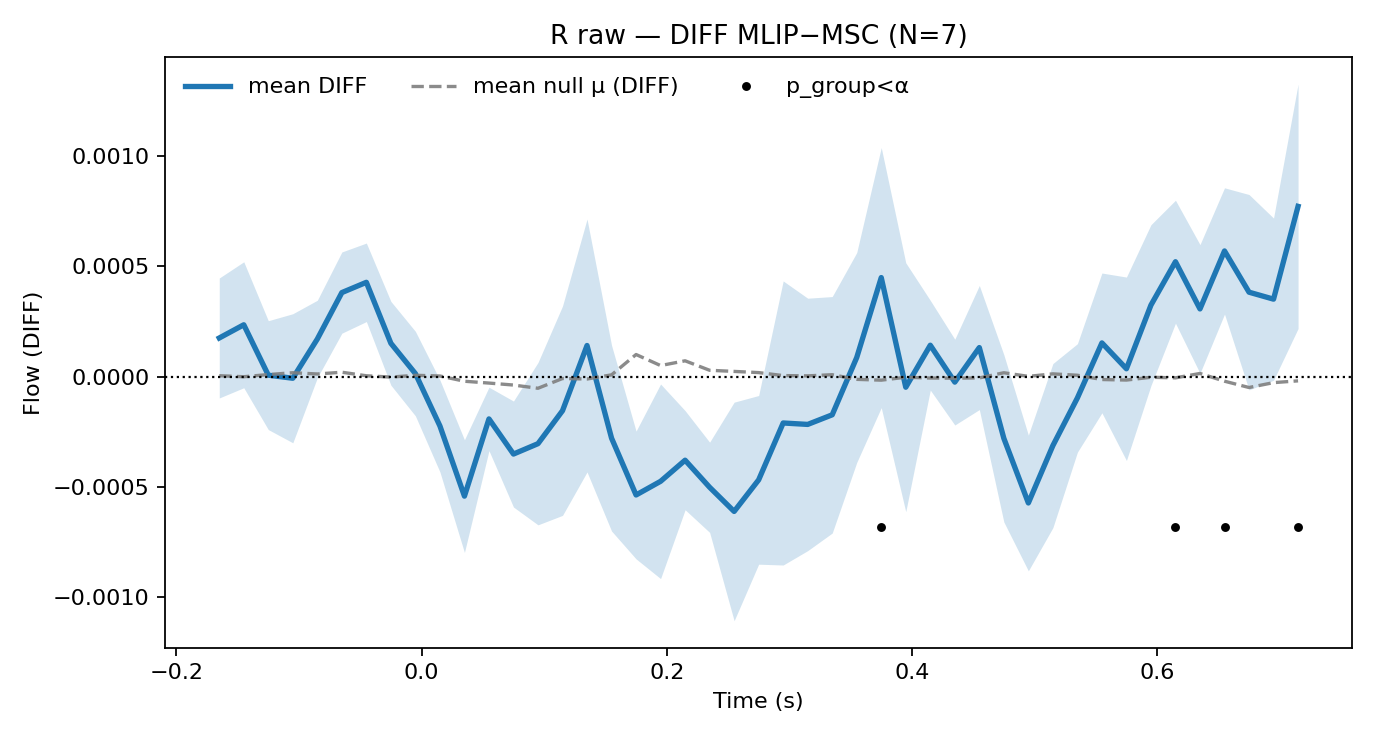 R raw — DIFF MLIP−MSC (N=7)
mean DIFF
mean null μ (DIFF)
p_group<α
Flow (DIFF)
0.0010
0.0005
0.0000
−0.0005
−0.0010
−0.2
0.0
0.2
0.4
0.6
Time (s)